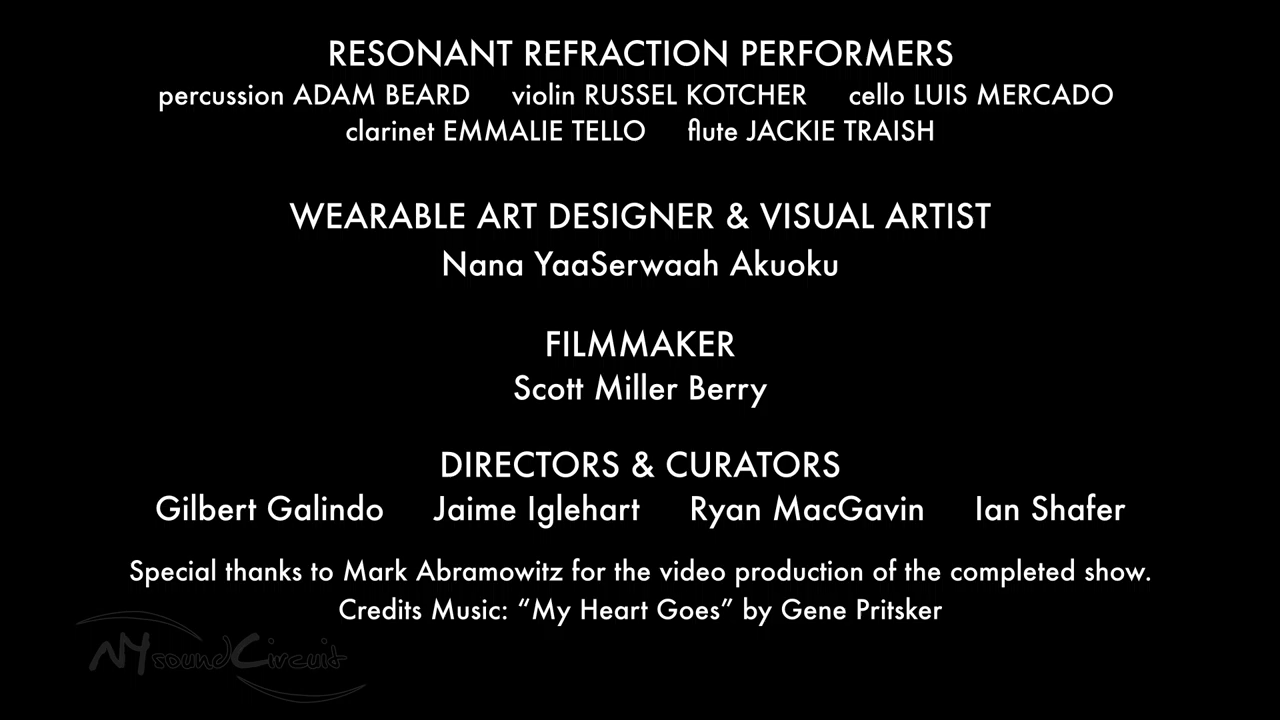 RESONANT REFRACTION PERFORMERS
percussion ADAM BEARD violin RUSSEL KOTCHER cello LUIS MERCADO
clarinet EMMALIE TELLO flute JACKIE TRAISH
WEARABLE ART DESIGNER & VISUAL ARTIST
Nana YaaSerwaah Akuoku
FILMMAKER
Scott Miller Berry
DIRECTORS & CURATORS
Gilbert Galindo Jaime Iglehart Ryan MacGavin Ian Shafer
Special thanks to Mark Abramowitz for the video production of the completed show.
Credits Music: “My Heart Goes” by Gene Pritsker
NYsoundCircuit